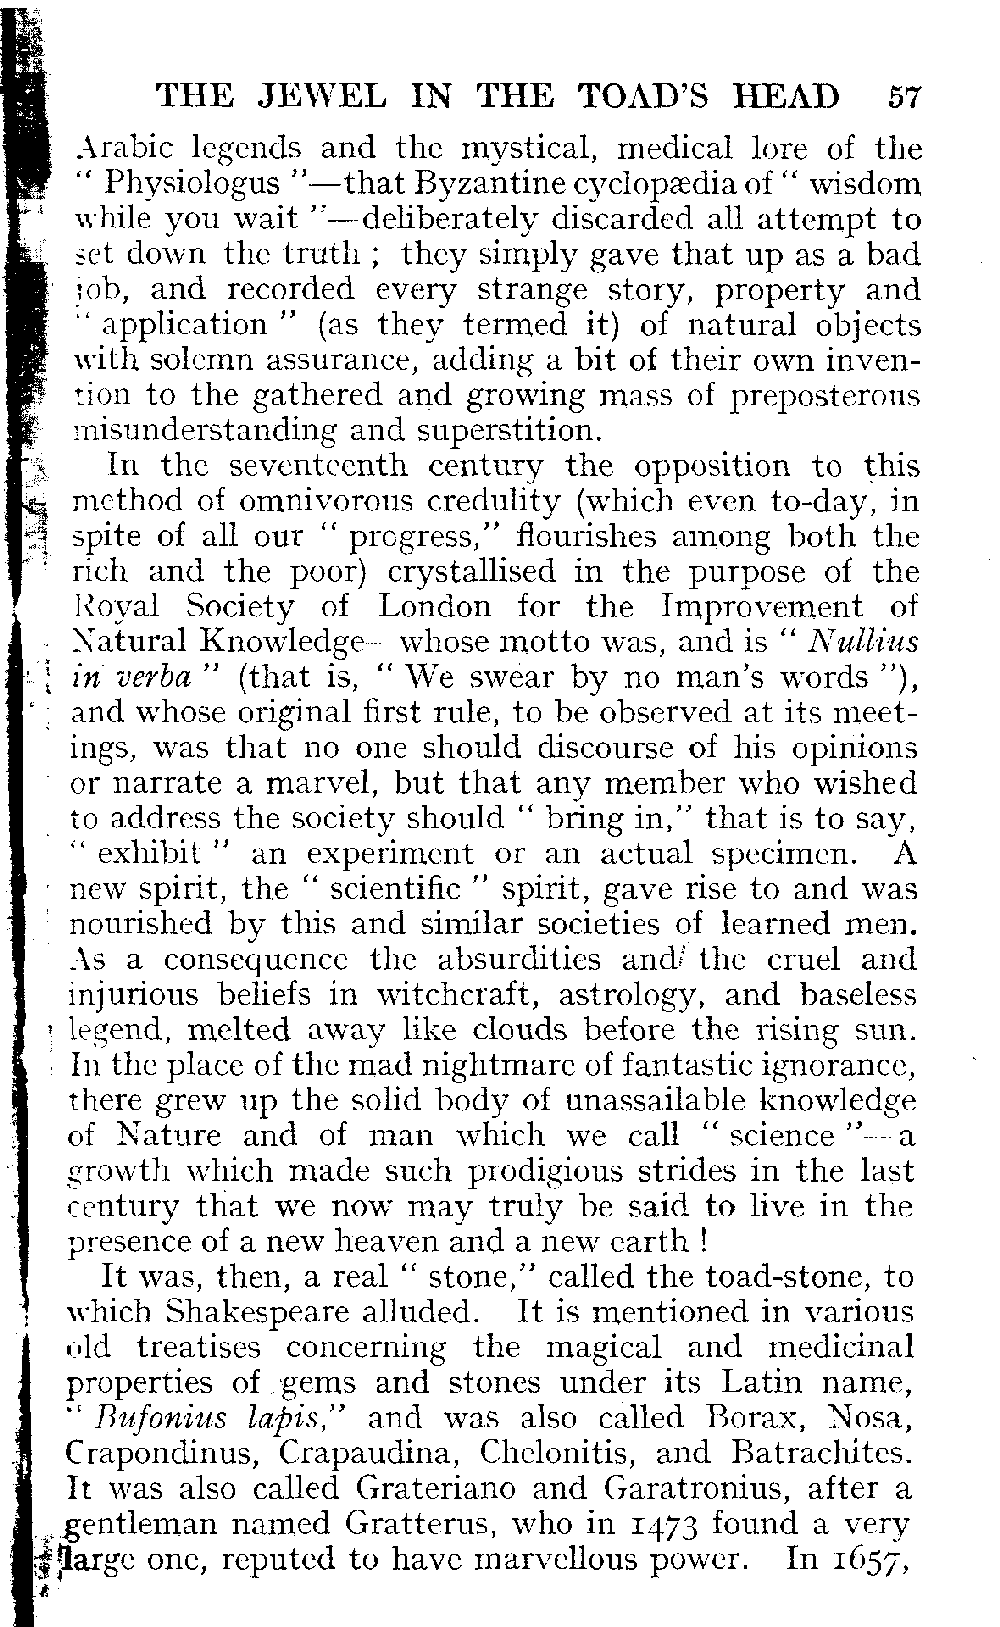 THE JEWEL IN THE TOAD'S HEAD 57
Arabic legends and the mystical, medical lore of the
" Physiologus "—that Byzantine cyclopædia of " wisdom
while you wait "—deliberately discarded all attempt to
set down the truth ; they simply gave that up as a bad
job, and recorded every strange story, property and
" application " (as they termed it) of natural objects
with solemn assurance, adding a bit of their own inven-
tion to the gathered and growing mass of preposterous
misunderstanding and superstition.
In the seventeenth century the opposition to this
method of omnivorous credulity (which even to-day, in
spite of all our " progress," flourishes among both the
rich and the poor) crystallised in the purpose of the
Royal Society of London for the Improvement of
Natural Knowledge—whose motto was, and is " Nullius
in verba " (that is, " We swear by no man's words "),
and whose original first rule, to be observed at its meet-
ings, was that no one should discourse of his opinions
or narrate a marvel, but that any member who wished
to address the society should " bring in," that is to say,
" exhibit " an experiment or an actual specimen. A
new spirit, the " scientific " spirit, gave rise to and was
nourished by this and similar societies of learned men.
As a consequence the absurdities and the cruel and
injurious beliefs in witchcraft, astrology, and baseless
legend, melted away like clouds before the rising sun.
In the place of the mad nightmare of fantastic ignorance,
there grew up the solid body of unassailable knowledge
of Nature and of man which we call " science "—a
growth which made such prodigious strides in the last
century that we now may truly be said to live in the
presence of a new heaven and a new earth !
It was, then, a real " stone," called the toad-stone, to
which Shakespeare alluded. It is mentioned in various
old treatises concerning the magical and medicinal
properties of gems and stones under its Latin name,
" Bufonius lapis," and was also called Borax, Nosa,
Crapondinus, Crapaudina, Chelonitis, and Batrachites.
It was also called Grateriano and Garatronius, after a
gentleman named Gratterus, who in 1473 found a very
large one, reputed to have marvellous power. In 1657,